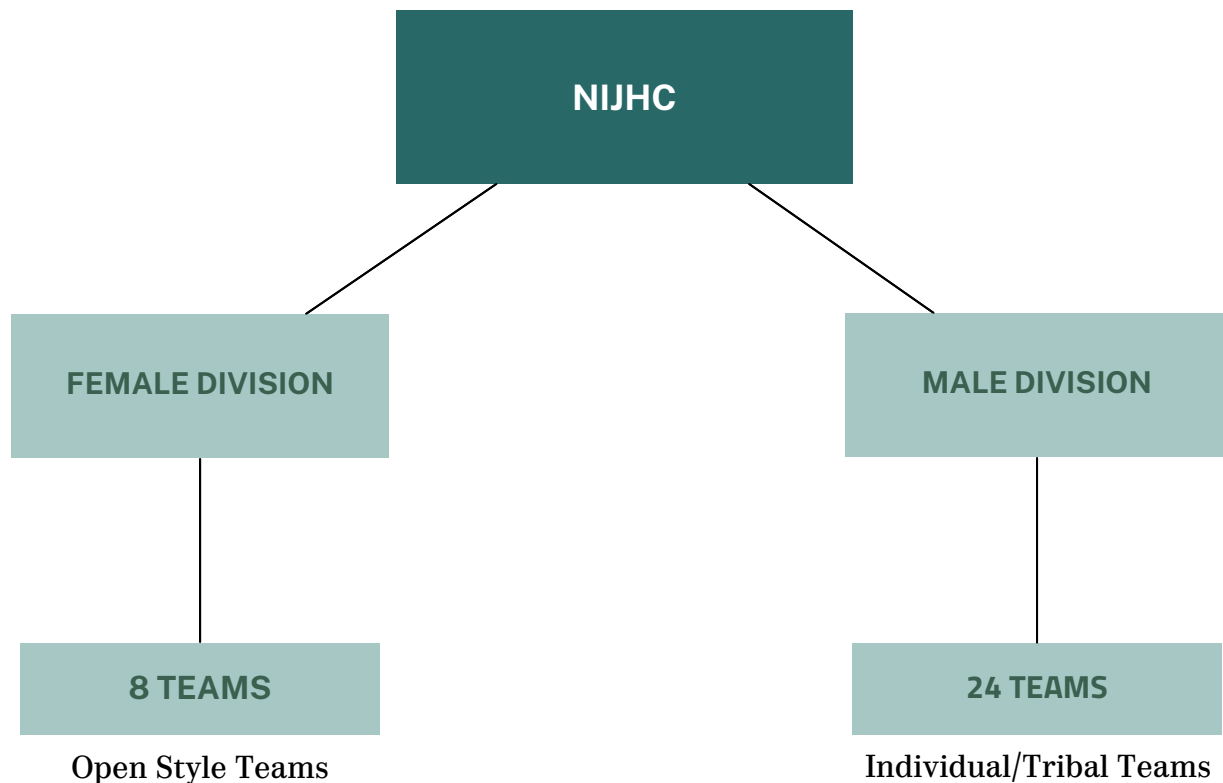 NIJHC
FEMALE DIVISION
MALE DIVISION
8 TEAMS
24 TEAMS
Open Style Teams
Individual/Tribal Teams